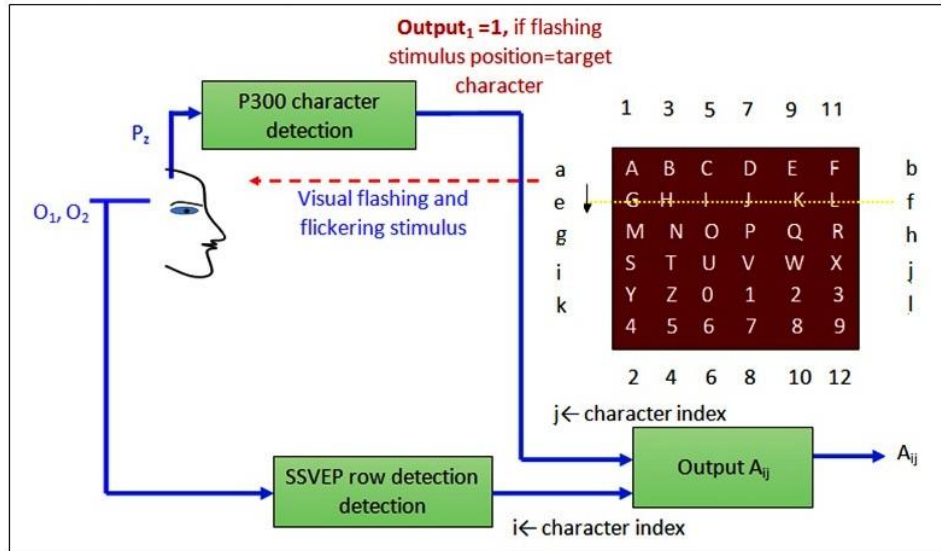 Output₁ =1, if flashing
stimulus position=target
character
P300 character
detection
Pz
O₁, O₂
Visual flashing and
flickering stimulus
1 3 5 7 9 11
a A B C D E F b
e G H I J K L f
g M N O P Q R h
i S T U V W X j
k Y Z 0 1 2 3 l
4 5 6 7 8 9
2 4 6 8 10 12
j← character index
SSVEP row detection
detection
Output Aij
Aij
i← character index